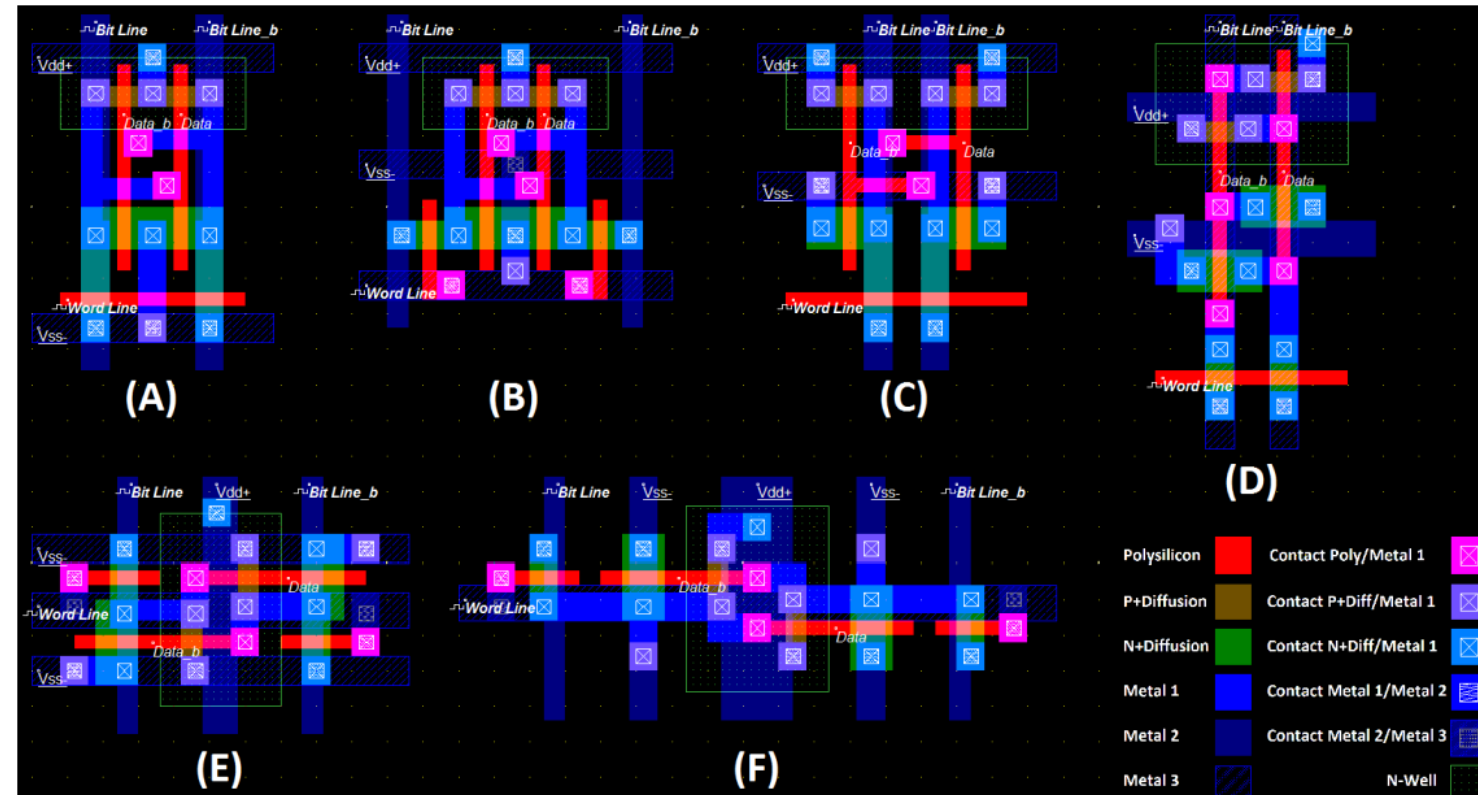 Bit Line Bit Line_b
Vdd+
Data_b Data
Word Line
Vss-
(A)
Bit Line Bit Line_b
Vdd+
Data_b Data
Vss-
Word Line
(B)
Bit Line Bit Line_b
Vdd+
Data_b Data
Vss-
Word Line
(C)
Bit Line Bit Line_b
Vdd+
Data_b Data
Vss-
Word Line
(D)
Bit Line Vdd+ Bit Line_b
Vss-
Data
Word Line
Data_b
Vss-
(E)
Bit Line Vss- Vdd+ Vss- Bit Line_b
Data_b
Word Line
Data
(F)
Polysilicon Contact Poly/Metal 1
P+Diffusion Contact P+Diff/Metal 1
N+Diffusion Contact N+Diff/Metal 1
Metal 1 Contact Metal 1/Metal 2
Metal 2 Contact Metal 2/Metal 3
Metal 3 N-Well